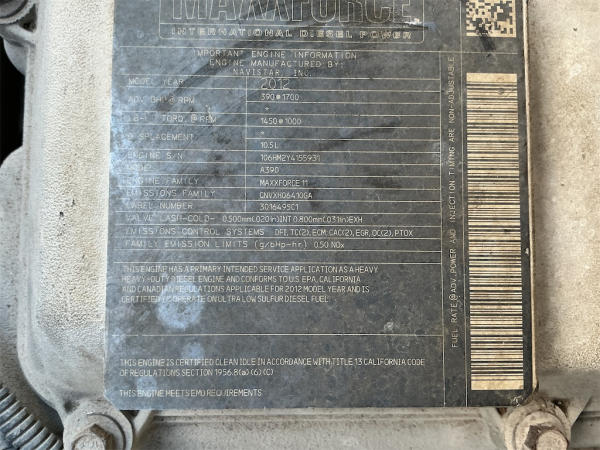 MAXXFORCE
INTERNATIONAL DIESEL POWER
IMPORTANT ENGINE INFORMATION
ENGINE MANUFACTURED BY:
NAVISTAR, INC.
MODEL YEAR 2012
ADV BHP @ RPM 390@1700
*
TORQ. @ RPM 1450@1000
*
DISPLACEMENT 10.5L
ENGINE S/N 106HM2Y4155931
A390
ENGINE FAMILY MAXXFORCE 11
EMISSIONS FAMILY CNVXH06410GA
LABEL NUMBER 3016495C1
VALVE LASH-COLD- 0.500mm(.020in)INT 0.800mm(.031in)EXH
EMISSIONS CONTROL SYSTEMS DFI, TC(2), ECM, CAC(2), EGR, OC(2), PTOX
FAMILY EMISSION LIMITS (g/bHp-hr) 0.50 NOx
THIS ENGINE HAS A PRIMARY INTENDED SERVICE APPLICATION AS A HEAVY
HEAVY-DUTY DIESEL ENGINE AND CONFORMS TO U.S. EPA, CALIFORNIA
AND CANADIAN REGULATIONS APPLICABLE FOR 2012 MODEL YEAR AND IS
CERTIFIED TO OPERATE ON ULTRA LOW SULFUR DIESEL FUEL.
THIS ENGINE IS CERTIFIED CLEAN IDLE IN ACCORDANCE WITH TITLE 13 CALIFORNIA CODE
OF REGULATIONS SECTION 1956.8(a)(6)(C)
THIS ENGINE MEETS EMD REQUIREMENTS
FUEL RATE @ ADV. POWER AND INJECTION TIMING ARE NON-ADJUSTABLE